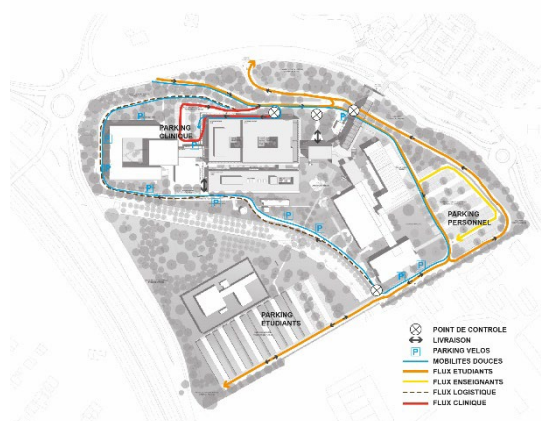 PARKING
CLINIQUE
P
P
P
P
P
P
P
P
P
P
PARKING
PERSONNEL
PARKING
ETUDIANTS
POINT DE CONTROLE
LIVRAISON
P PARKING VELOS
MOBILITES DOUCES
FLUX ETUDIANTS
FLUX ENSEIGNANTS
FLUX LOGISTIQUE
FLUX CLINIQUE